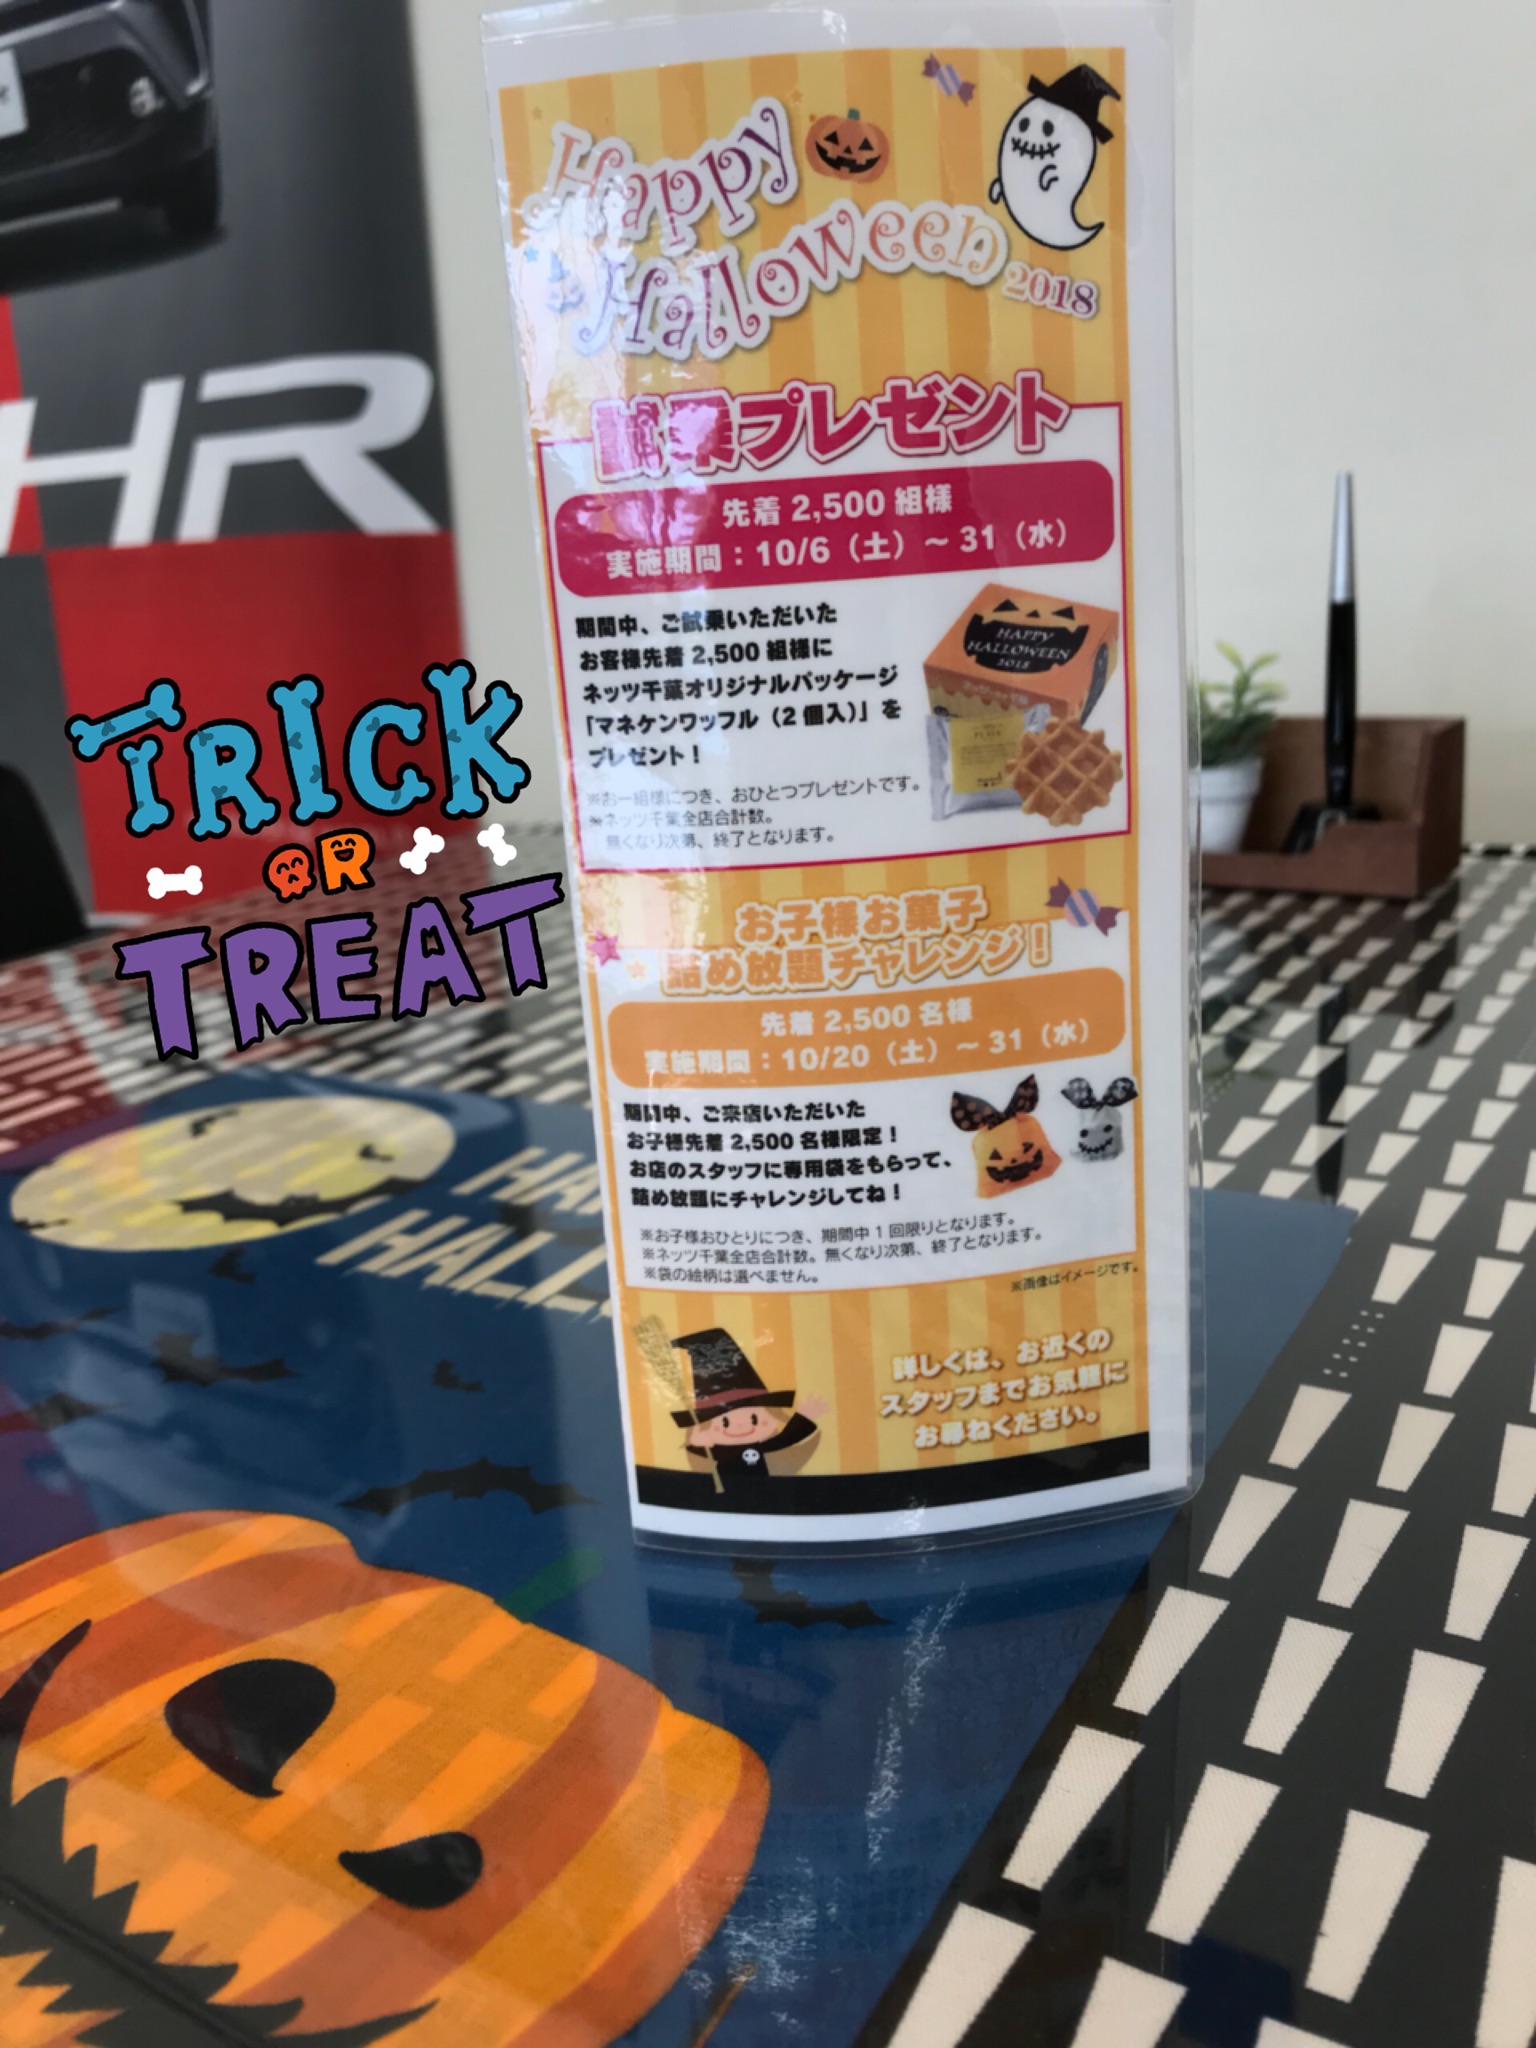 HR
Happy
Halloween 2018
試乗プレゼント
先着 2,500 組様
実施期間：10/6（土）～ 31（水）
期間中、ご試乗いただいた
お客様先着 2,500 組様に
ネッツ千葉オリジナルパッケージ
「マネケンワッフル（2 個入）」を
プレゼント！
※お一組様につき、おひとつプレゼントです。
※ネッツ千葉全店合計数。
無くなり次第、終了となります。
HAPPY
HALLOWEEN
2018
お子様お菓子
詰め放題チャレンジ！
先着 2,500 名様
実施期間：10/20（土）～ 31（水）
期間中、ご来店いただいた
お子様先着 2,500 名様限定！
お店のスタッフに専用袋をもらって、
詰め放題にチャレンジしてね！
※お子様おひとりにつき、期間中 1 回限りとなります。
※ネッツ千葉全店合計数。無くなり次第、終了となります。
※袋の絵柄は選べません。
※画像はイメージです。
詳しくは、お近くの
スタッフまでお気軽に
お尋ねください。
TRICK
OR
TREAT
HA
HALL